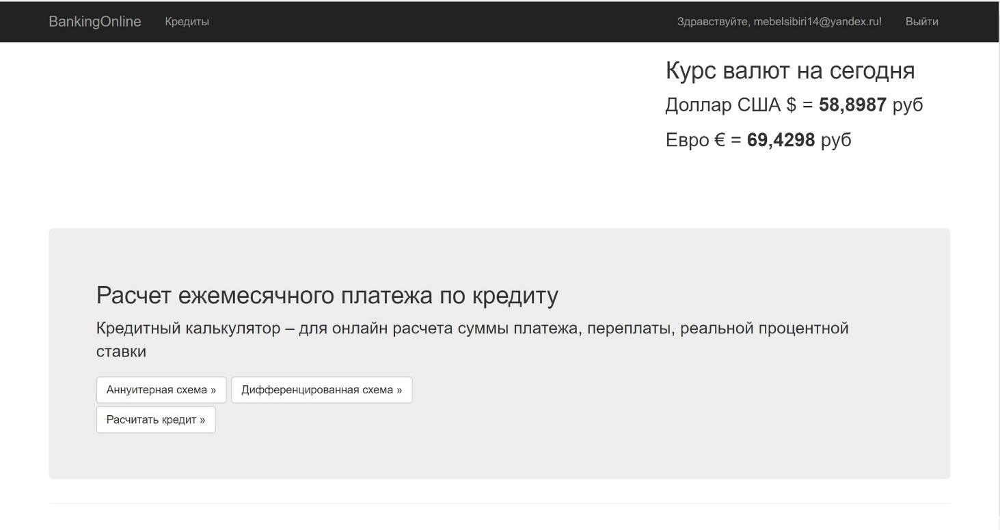 BankingOnline Кредиты Здравствуйте, mebelsibiri14@yandex.ru! Выйти
Курс валют на сегодня
Доллар США $ = 58,8987 руб
Евро € = 69,4298 руб
Расчет ежемесячного платежа по кредиту
Кредитный калькулятор – для онлайн расчета суммы платежа, переплаты, реальной процентной
ставки
Аннуитерная схема » Дифференцированная схема »
Расчитать кредит »